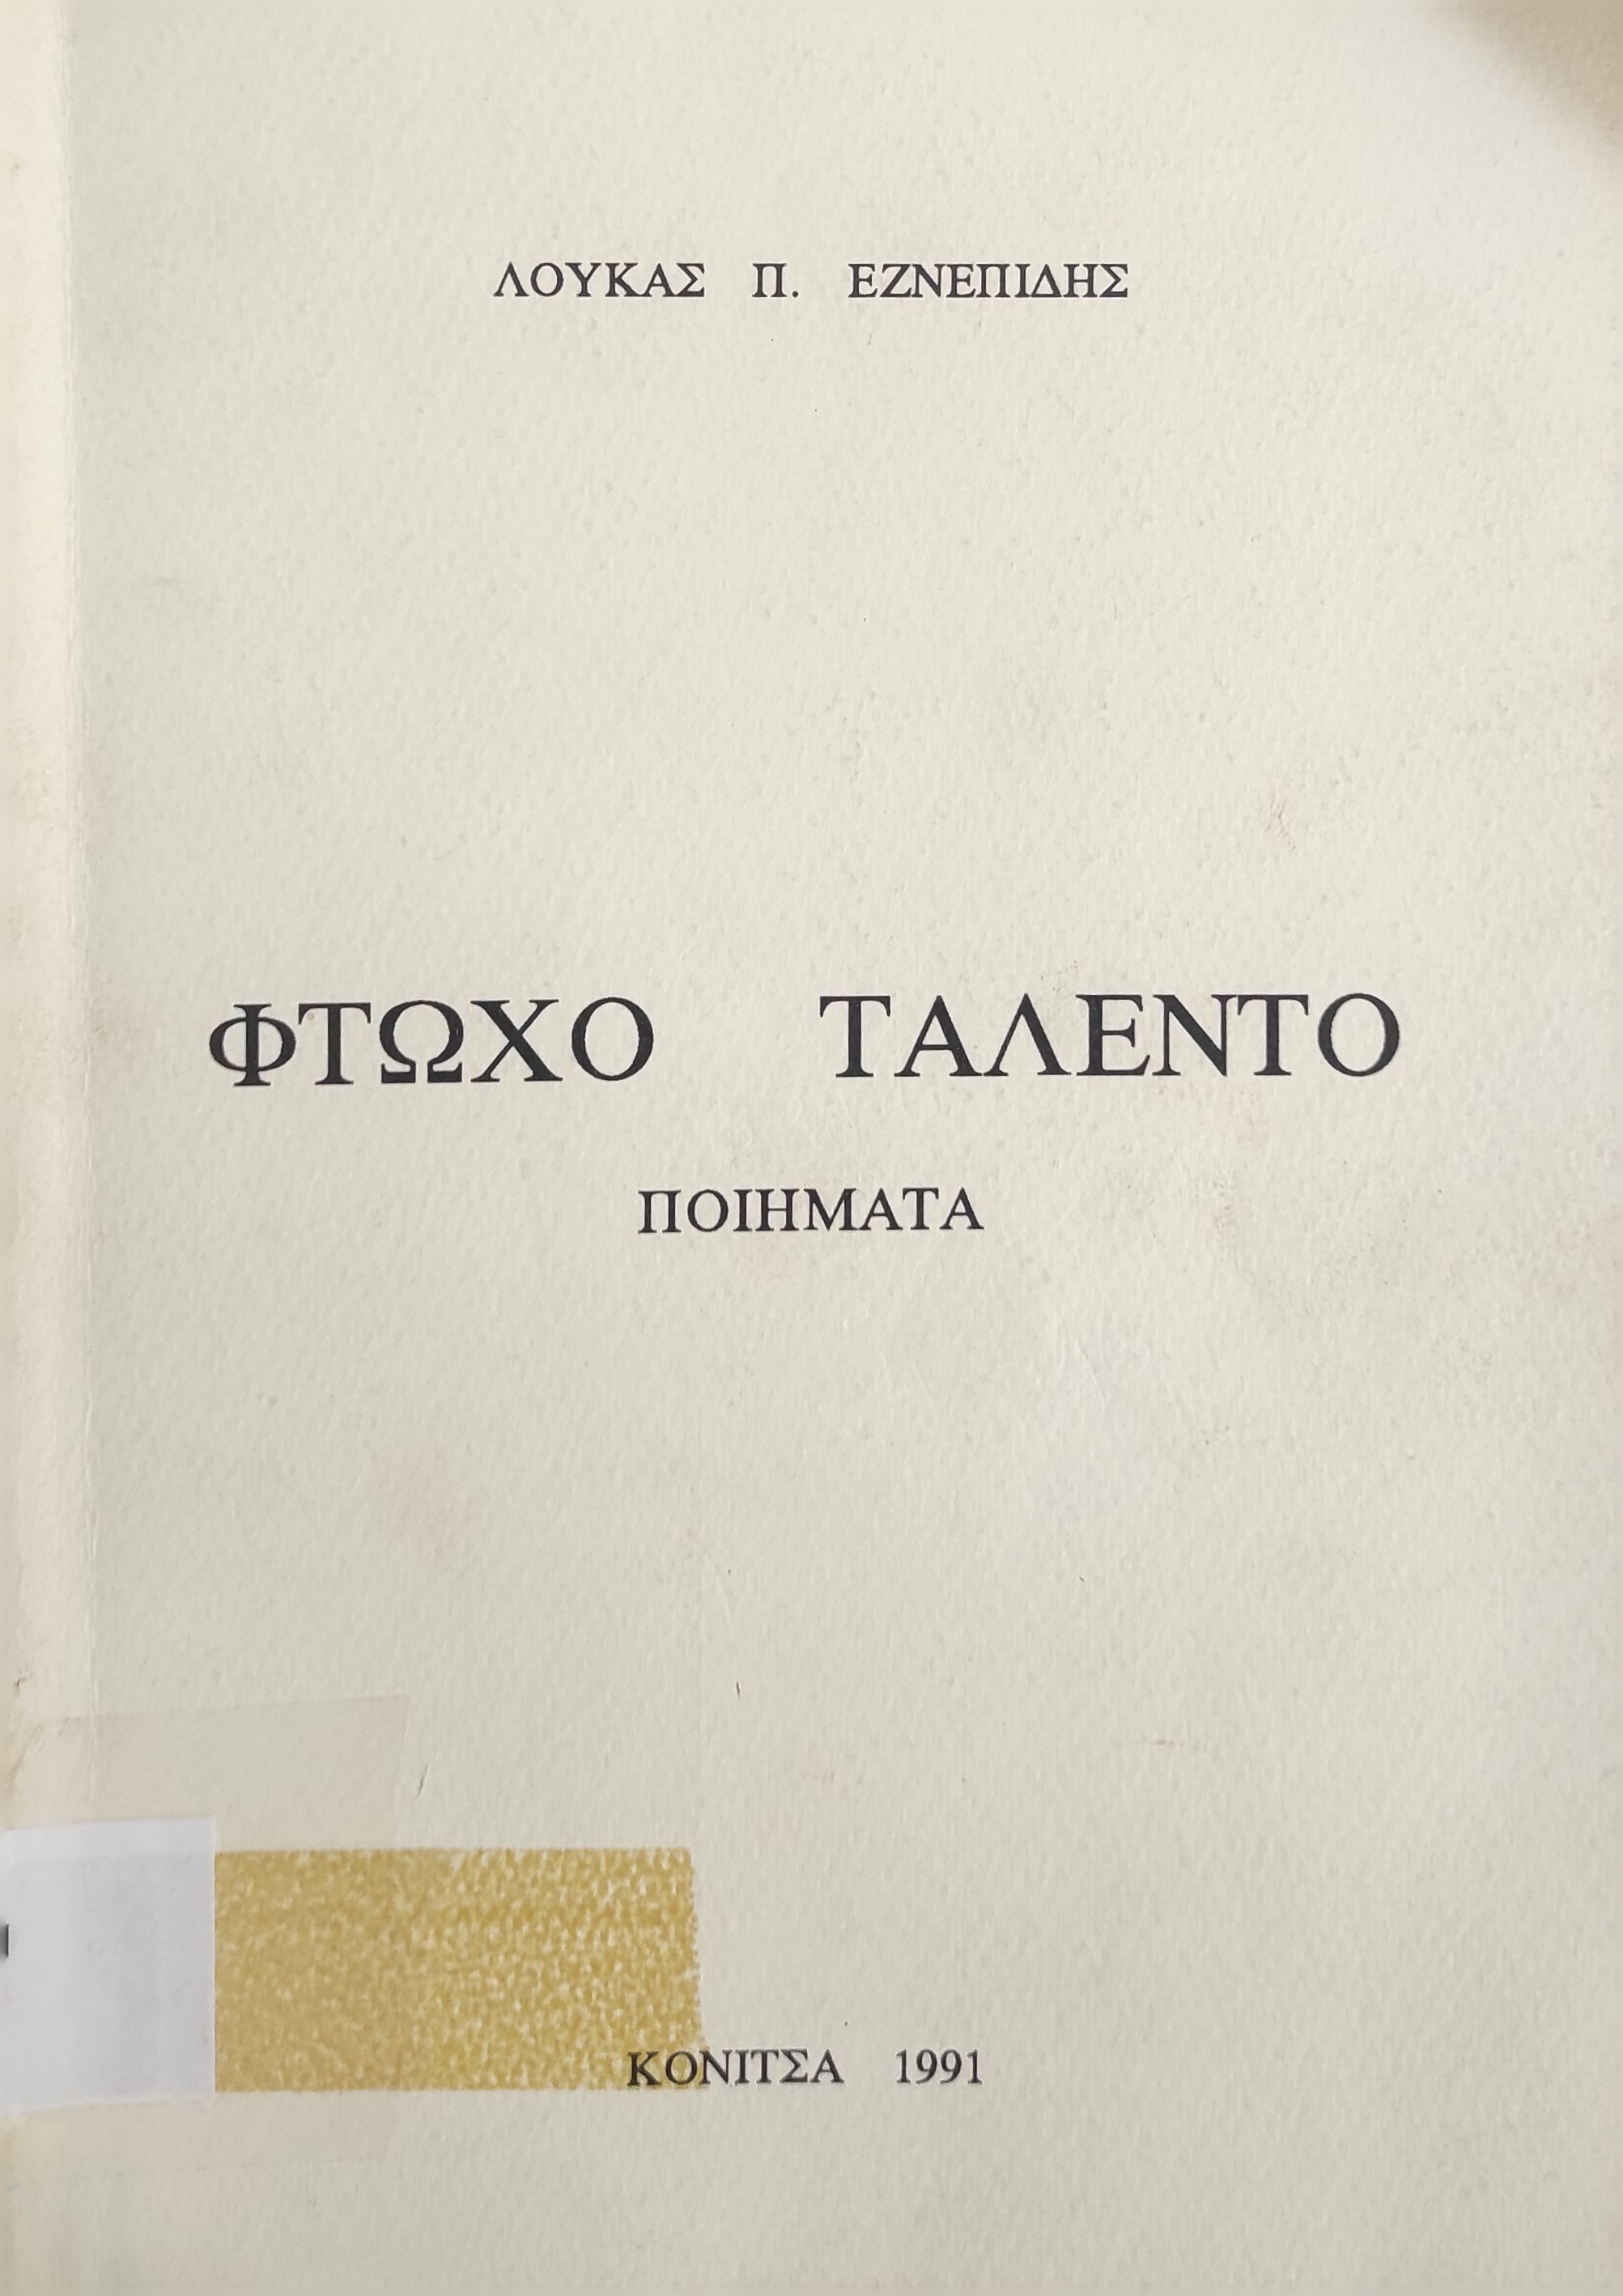 ΛΟΥΚΑΣ Π. ΕΖΝΕΠΙΔΗΣ
ΦΤΩΧΟ ΤΑΛΕΝΤΟ
ΠΟΙΗΜΑΤΑ
ΚΟΝΙΤΣΑ 1991